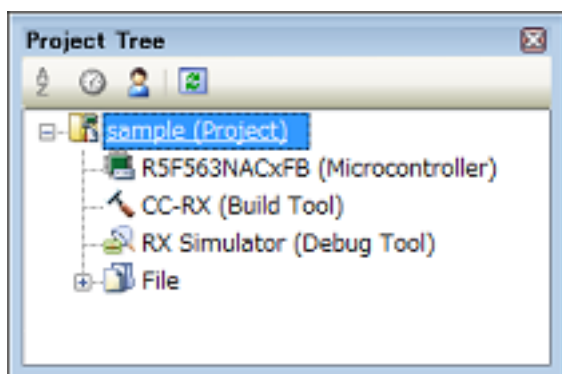 Project Tree
sample (Project)
R5F563NACxFB (Microcontroller)
CC-RX (Build Tool)
RX Simulator (Debug Tool)
File